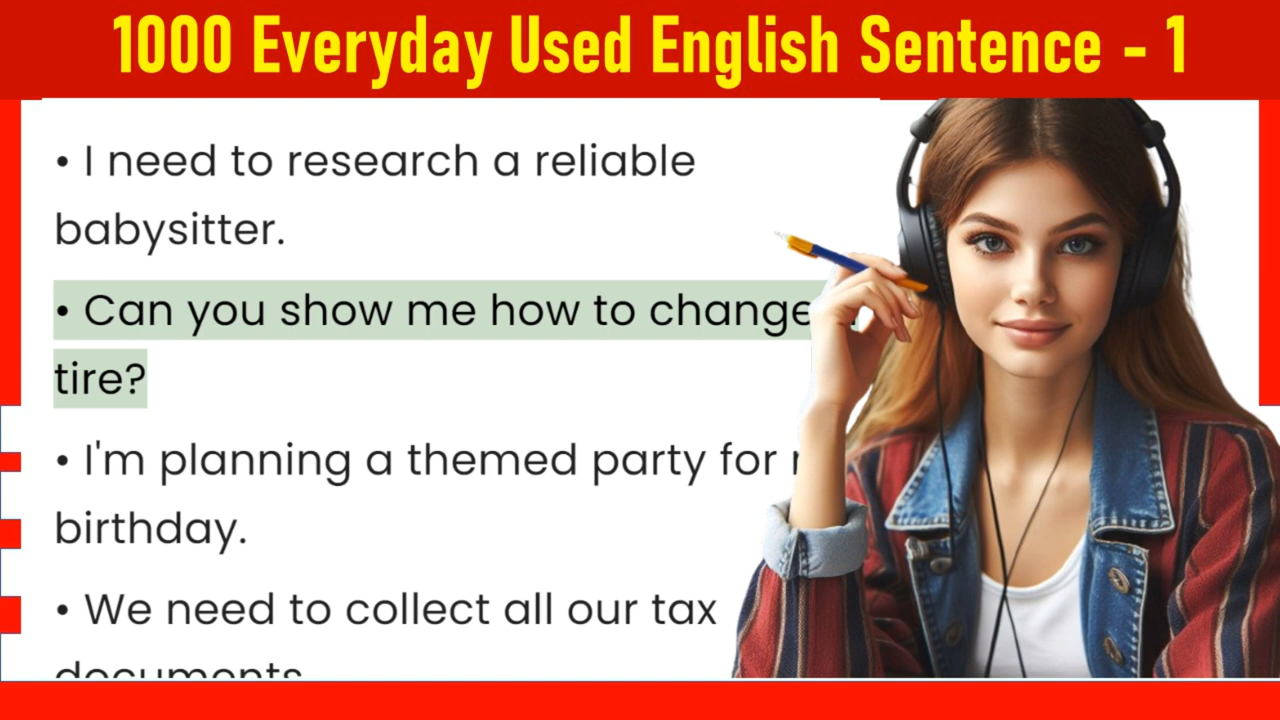 1000 Everyday Used English Sentence - 1
• I need to research a reliable
babysitter.
• Can you show me how to change
tire?
• I'm planning a themed party for
birthday.
• We need to collect all our tax
documents